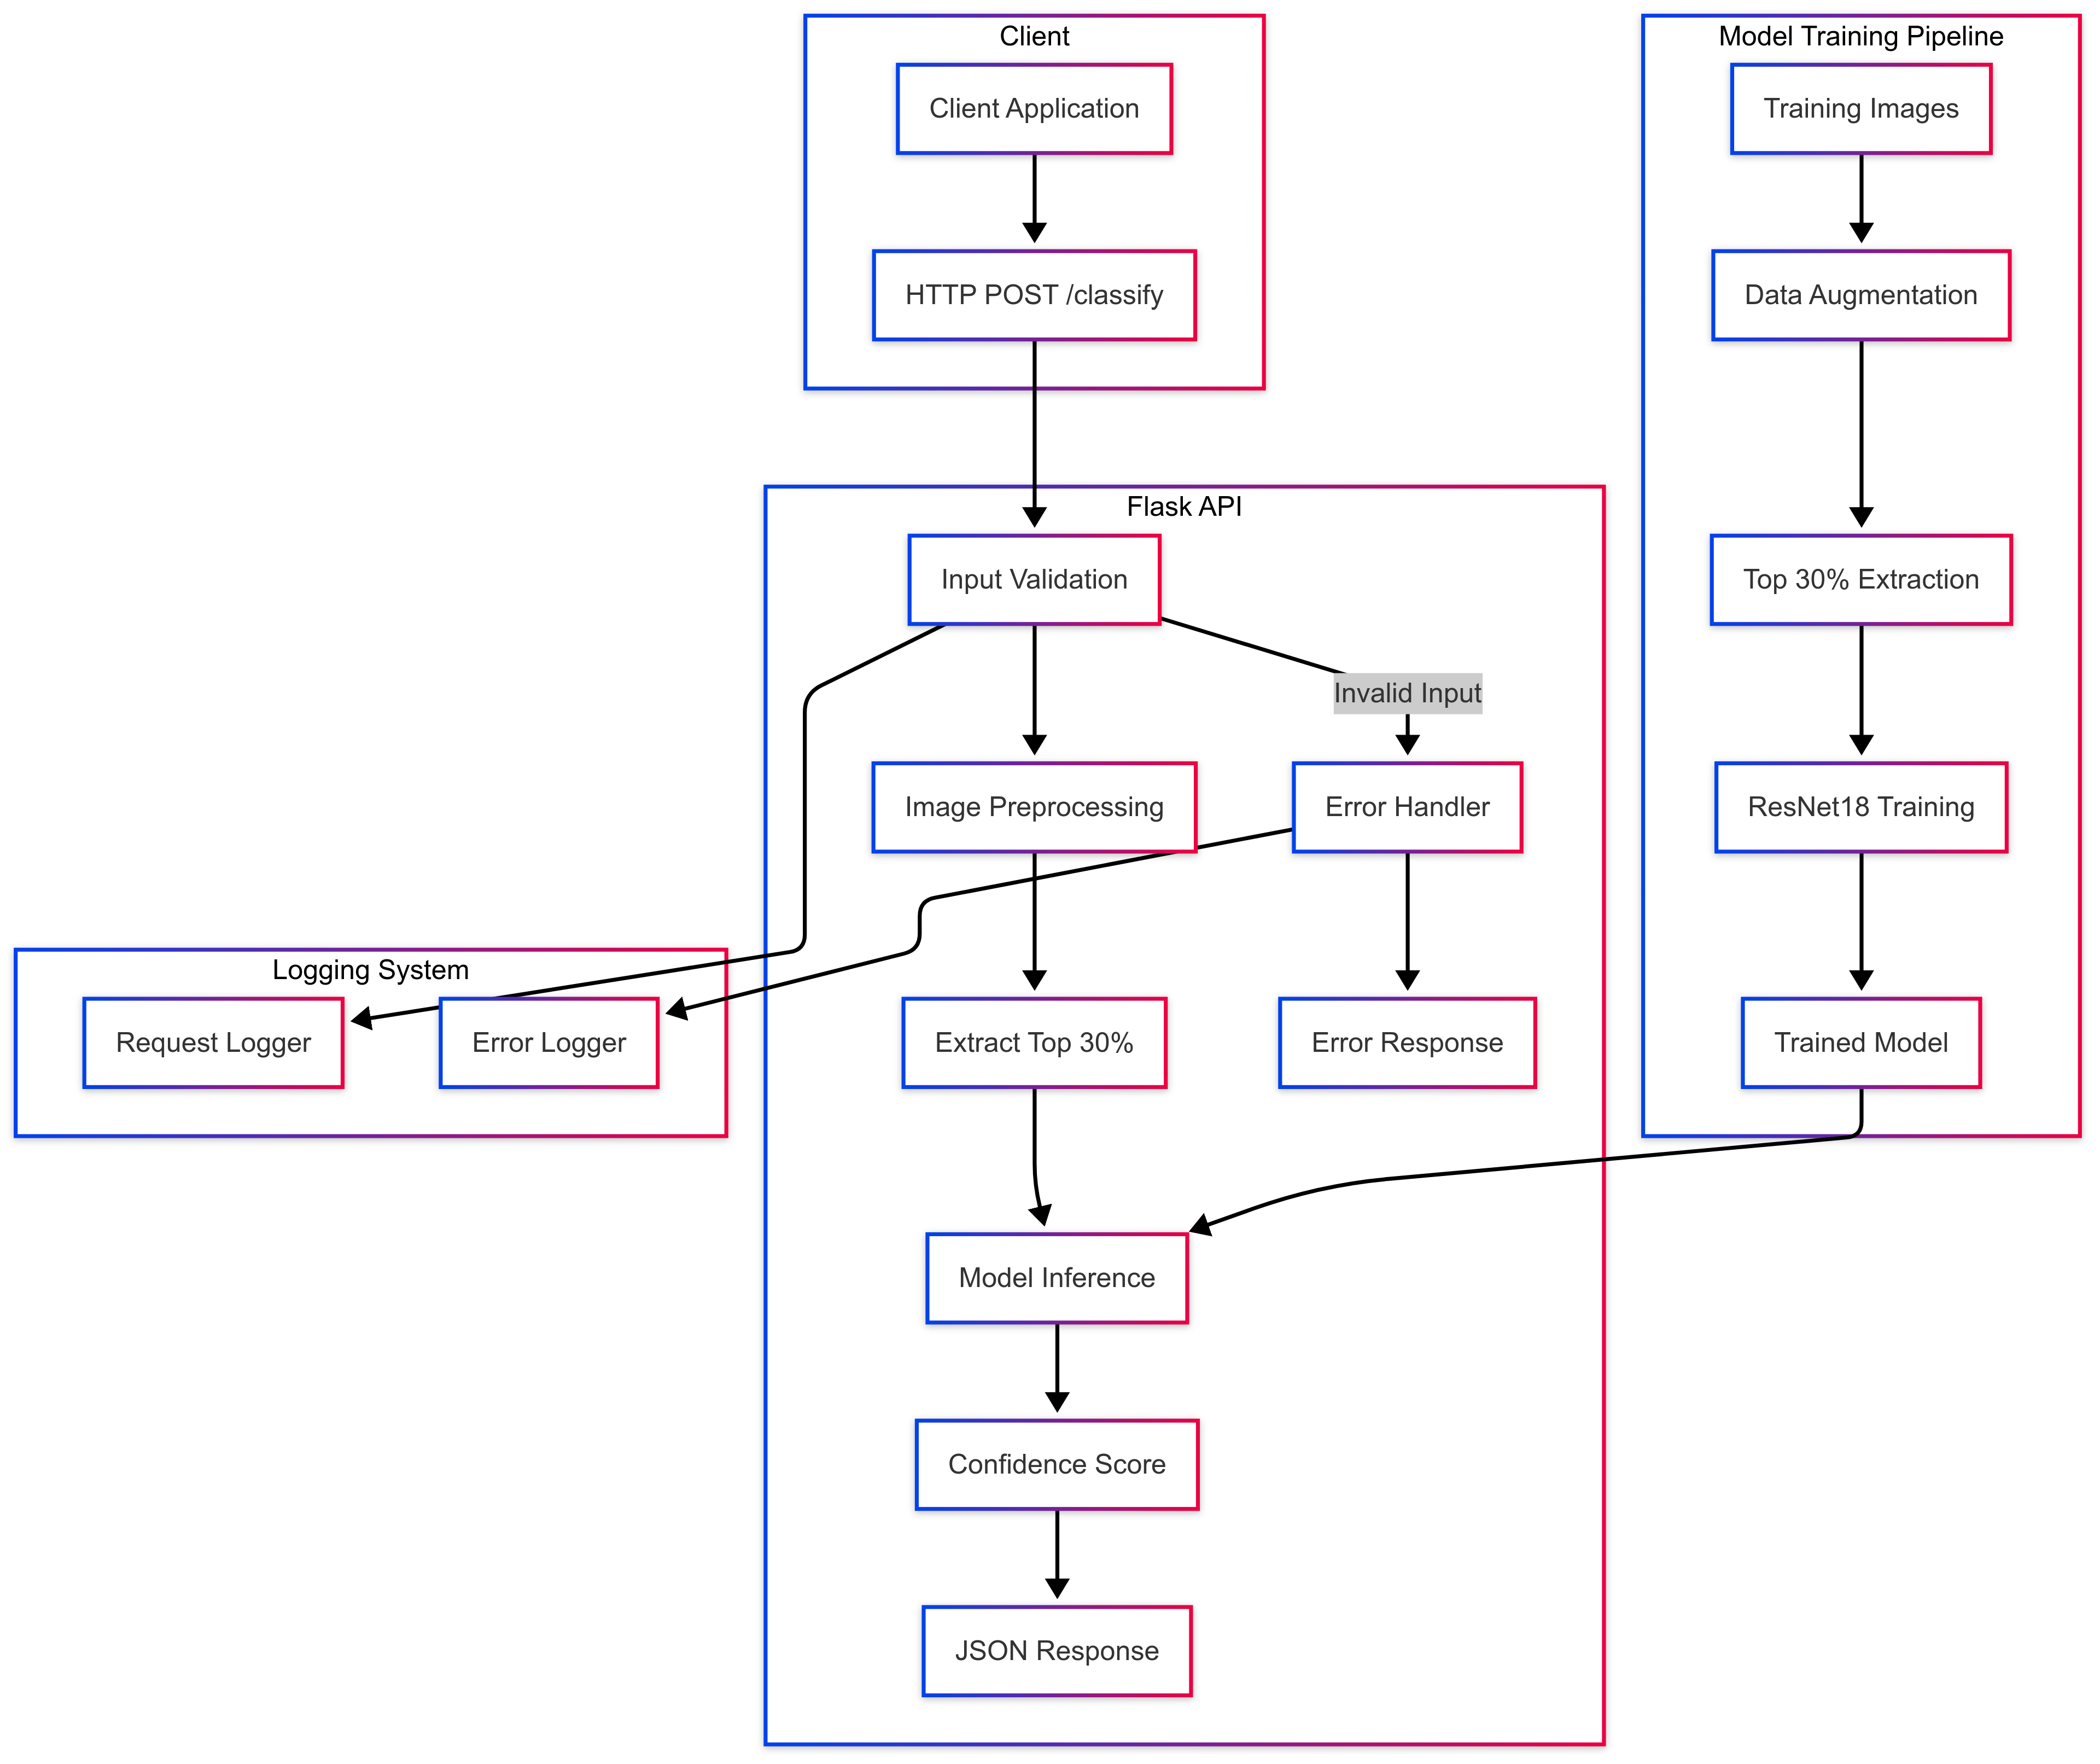 Client
Client Application
HTTP POST /classify
Model Training Pipeline
Training Images
Data Augmentation
Top 30% Extraction
ResNet18 Training
Trained Model
Flask API
Input Validation
Invalid Input
Image Preprocessing
Error Handler
Extract Top 30%
Error Response
Model Inference
Confidence Score
JSON Response
Logging System
Request Logger
Error Logger